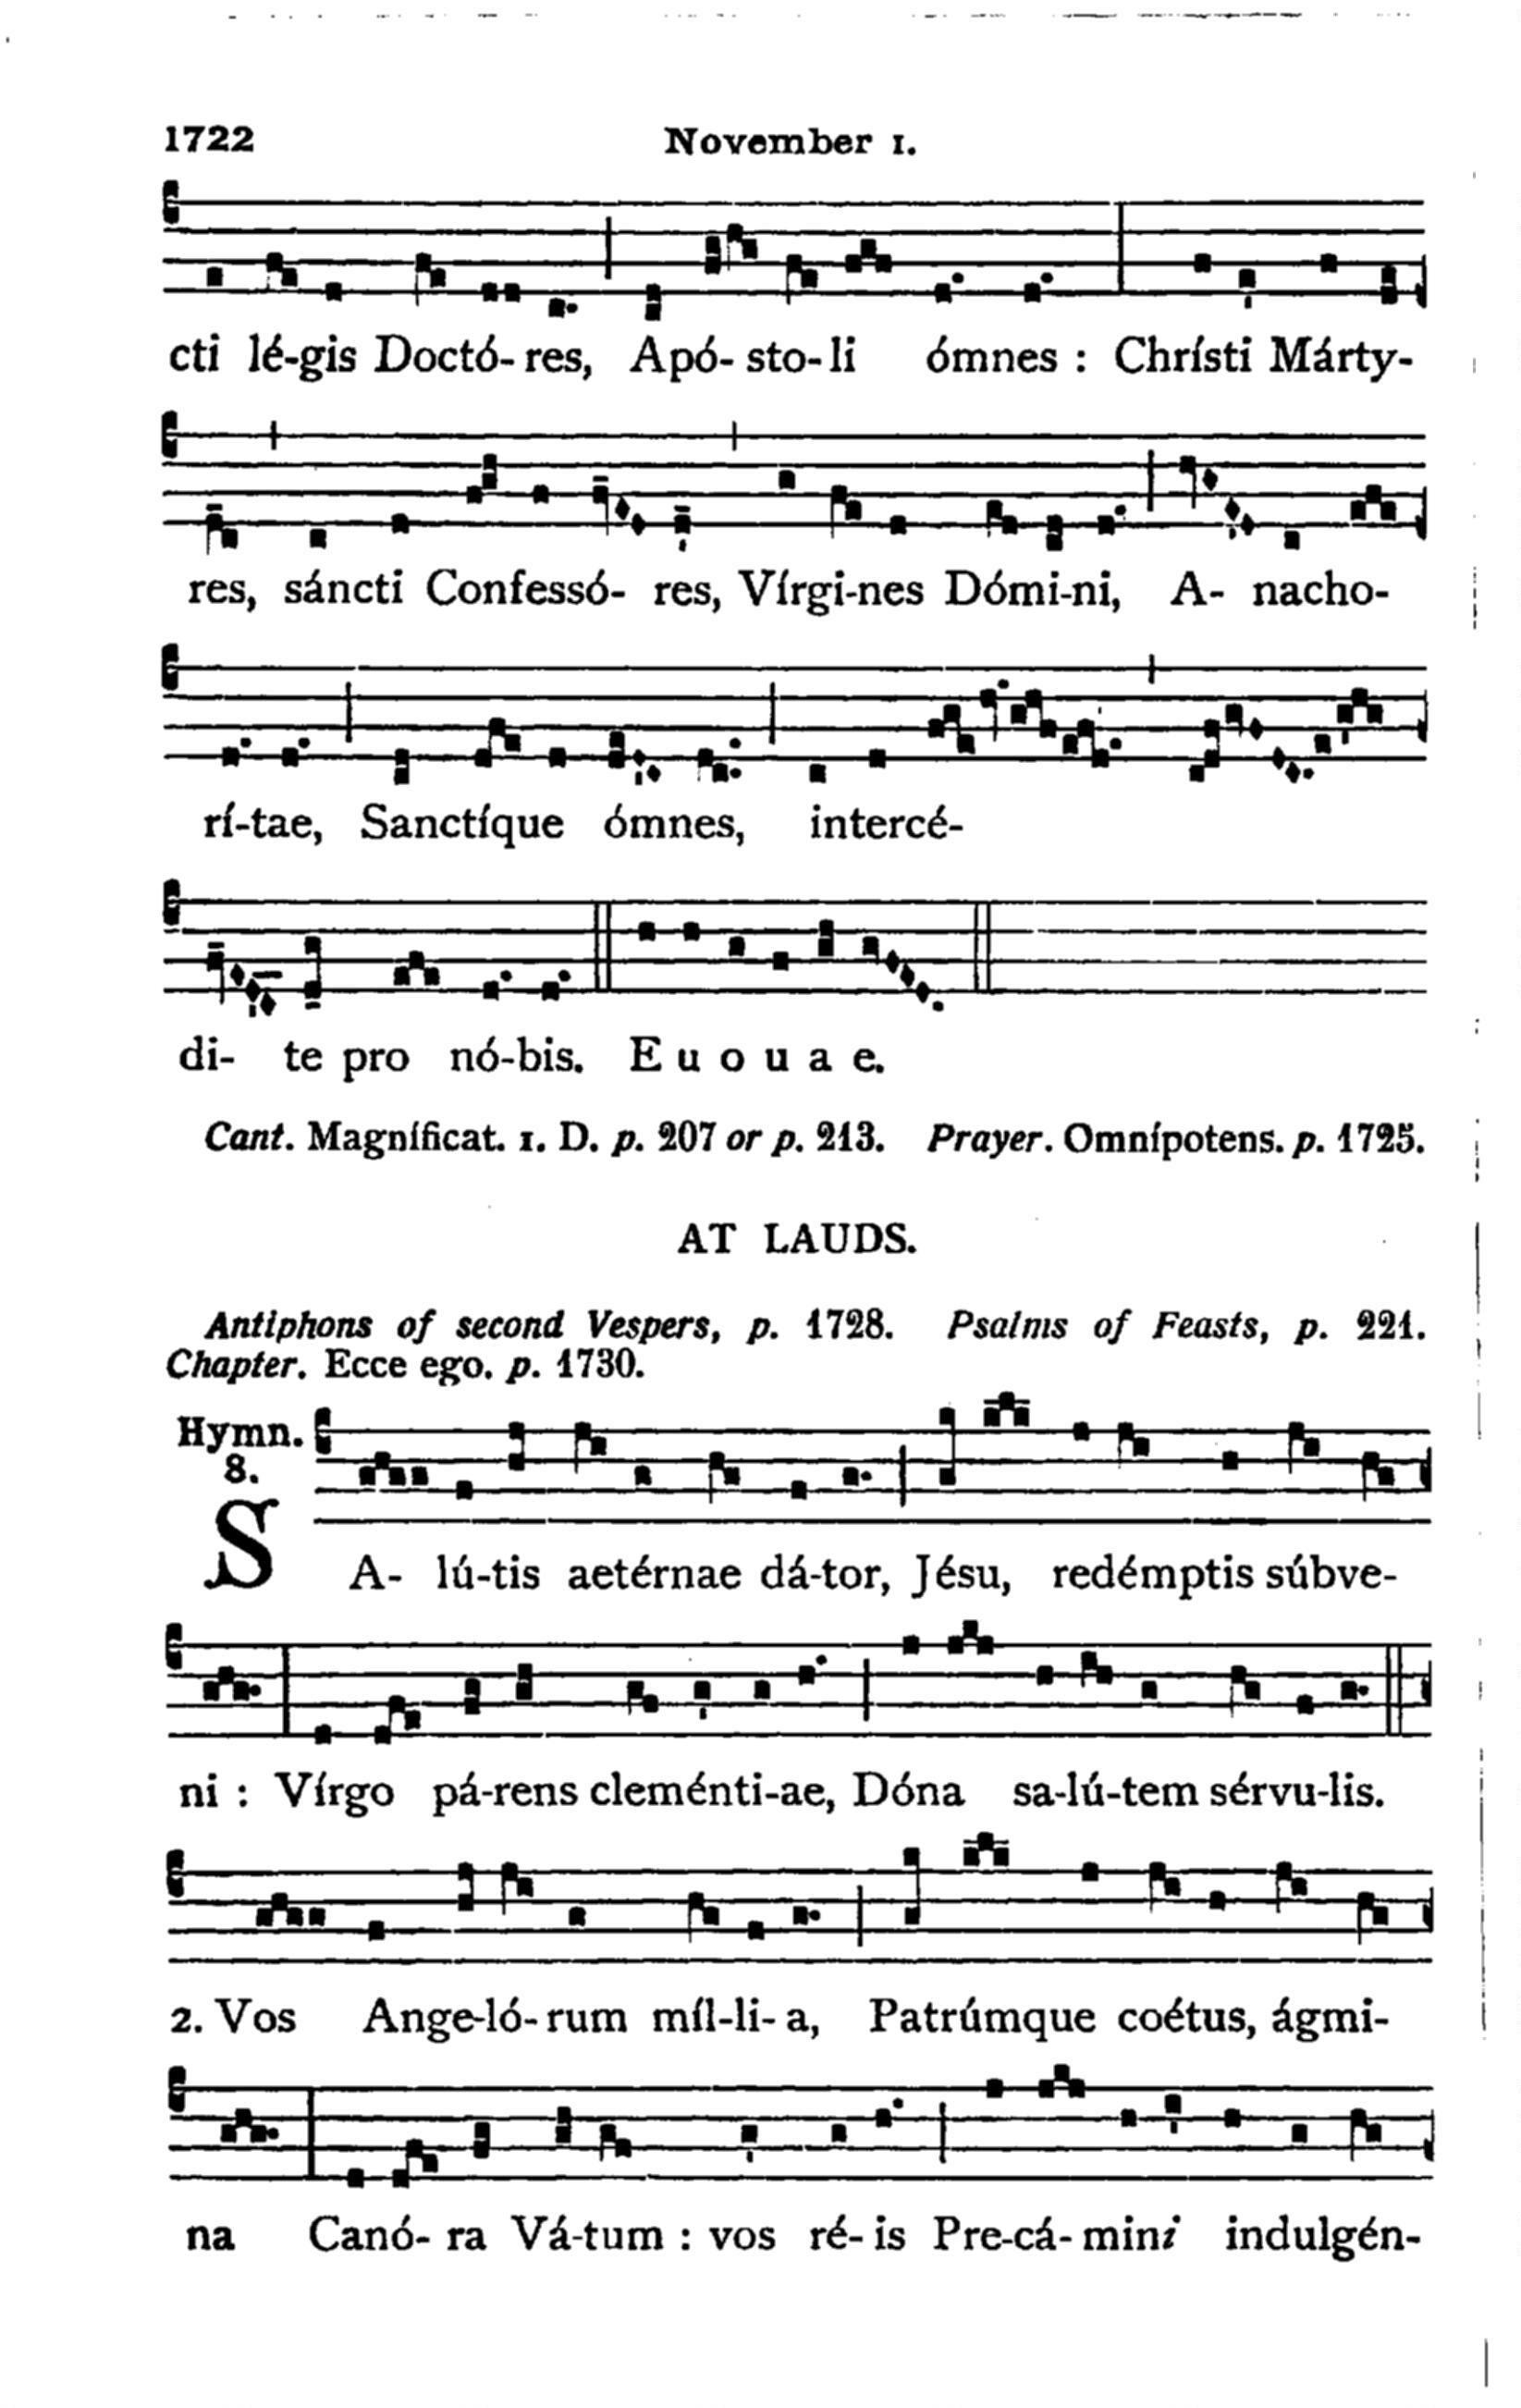 1722 November 1.
cti lé-gis Doctó- res, Apó- sto- li ómnes : Chrísti Márty-
res, sáncti Confessó- res, Vírgi-nes Dómi-ni, A- nacho-
rí-tae, Sanctíque ómnes, intercé-
di- te pro nó-bis. E u o u a e.
Cant. Magníficat. 1. D. p. 207 or p. 213. Prayer. Omnípotens. p. 1725.
AT LAUDS.
Antiphons of second Vespers, p. 1728. Psalms of Feasts, p. 221.
Chapter. Ecce ego. p. 1730.
Hymn.
8.
SA- lú-tis aetérnae dá-tor, Jésu, redémptis súbve-
ni : Vírgo pá-rens cleménti-ae, Dóna sa-lú-tem sérvu-lis.
2. Vos Ange-ló- rum míl-li- a, Patrúmque coétus, ágmi-
na Canó- ra Vá-tum : vos ré- is Pre-cá- mini indulgén-